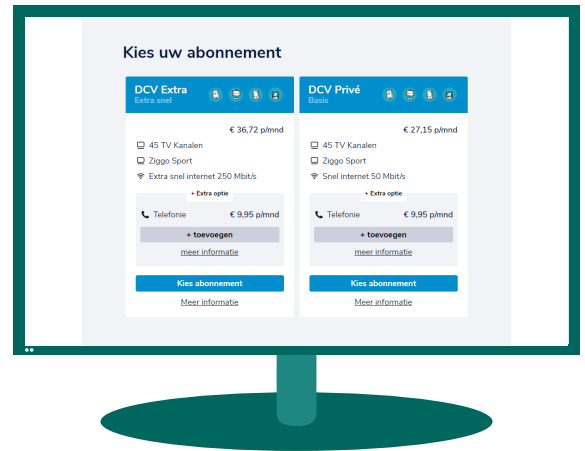 Kies uw abonnement
DCV Extra
Extra snel
€ 36,72 p/mnd
45 TV Kanalen
Ziggo Sport
Extra snel internet 250 Mbit/s
+ Extra optie
Telefonie € 9,95 p/mnd
+ toevoegen
meer informatie
Kies abonnement
Meer informatie
DCV Privé
Basis
€ 27,15 p/mnd
45 TV Kanalen
Ziggo Sport
Snel internet 50 Mbit/s
+ Extra optie
Telefonie € 9,95 p/mnd
+ toevoegen
meer informatie
Kies abonnement
Meer informatie